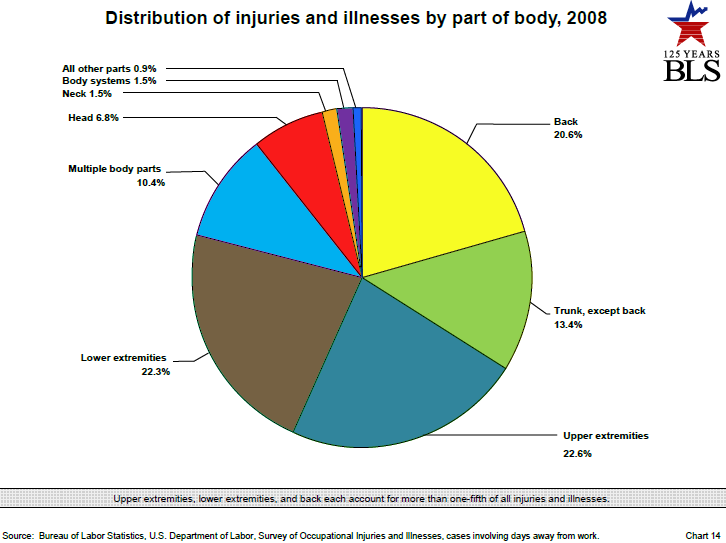 Distribution of injuries and illnesses by part of body, 2008
125 YEARS
BLS
All other parts 0.9%
Body systems 1.5%
Neck 1.5%
Head 6.8%
Multiple body parts
10.4%
Lower extremities
22.3%
Back
20.6%
Trunk, except back
13.4%
Upper extremities
22.6%
Upper extremities, lower extremities, and back each account for more than one-fifth of all injuries and illnesses.
Source: Bureau of Labor Statistics, U.S. Department of Labor, Survey of Occupational Injuries and Illnesses, cases involving days away from work.
Chart 14